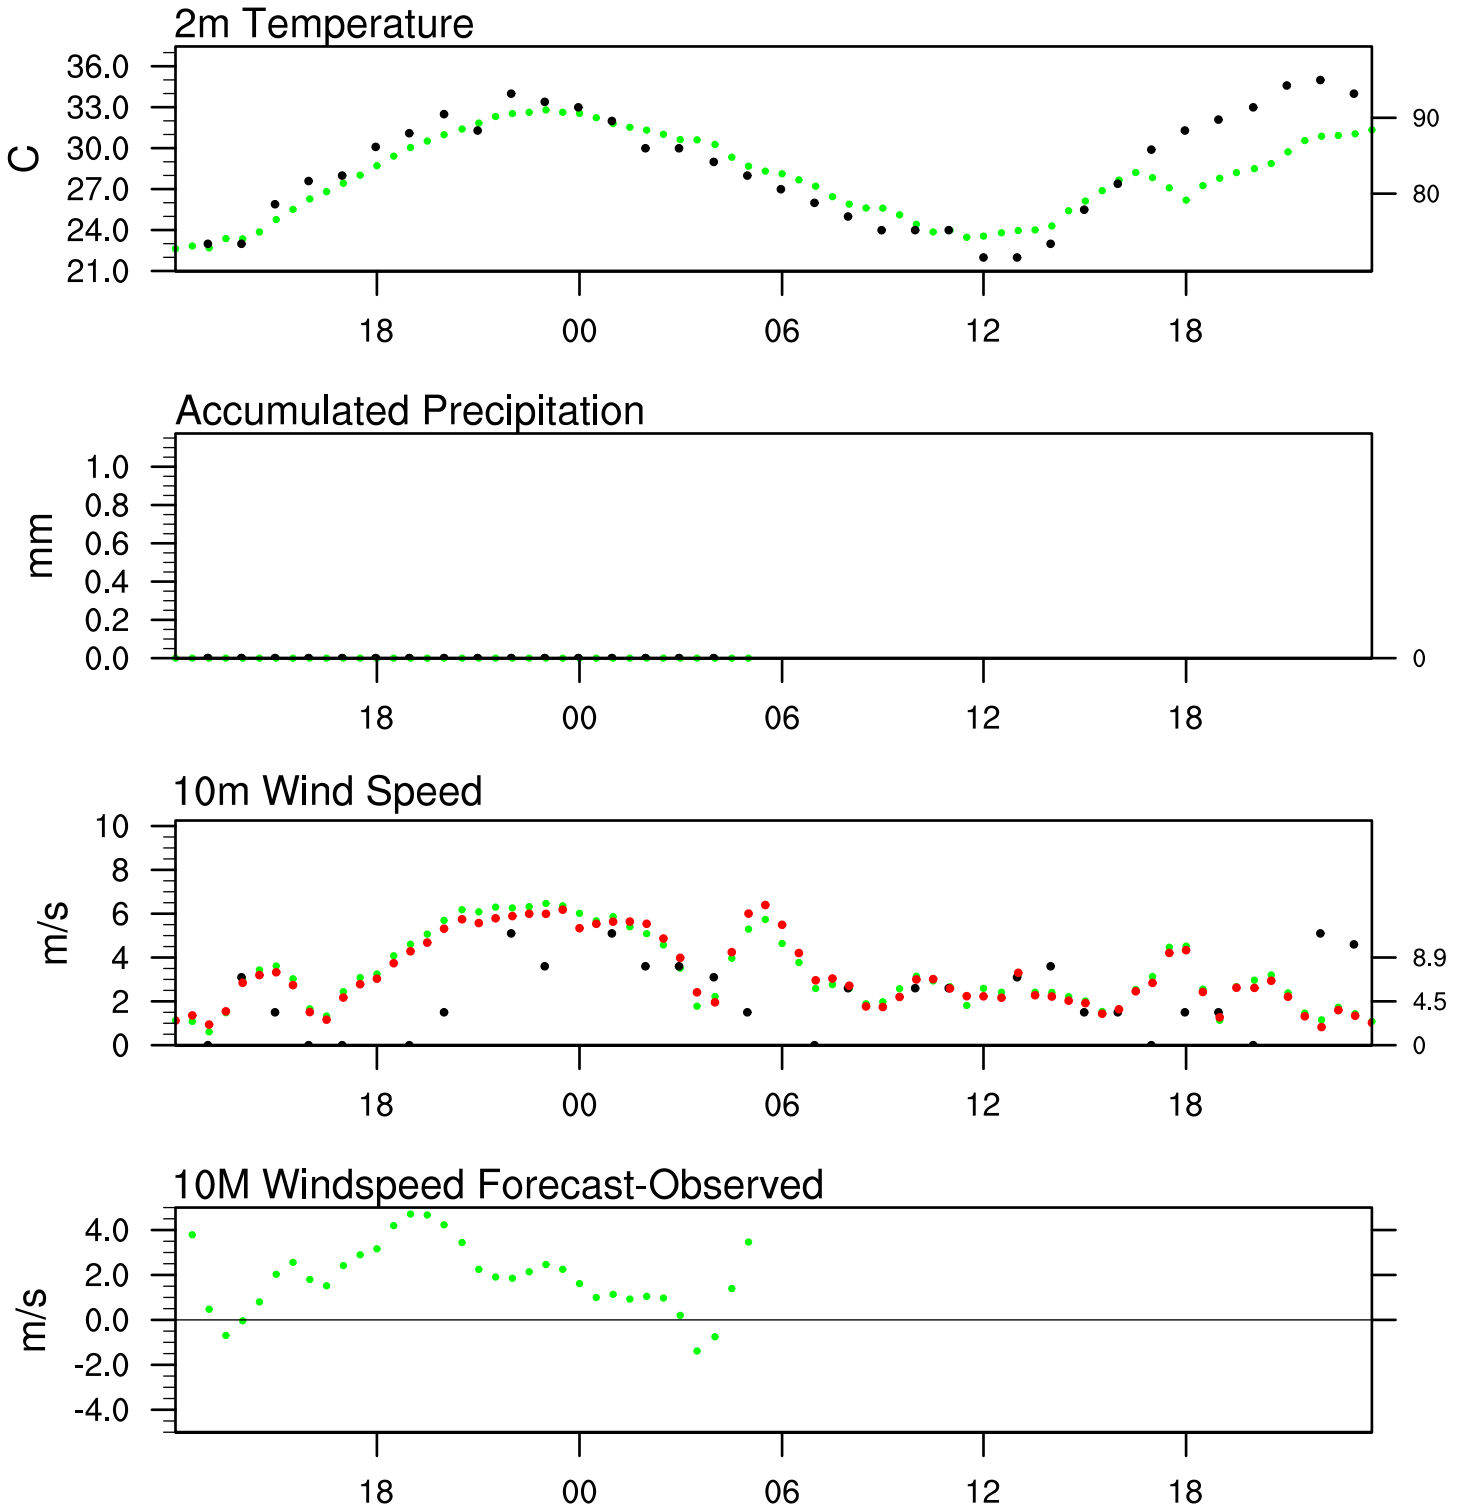 2m Temperature
36.0
33.0
30.0
27.0
24.0
21.0
C
90
80
18 00 06 12 18
Accumulated Precipitation
1.0
0.8
0.6
0.4
0.2
0.0
mm
0
18 00 06 12 18
10m Wind Speed
10
8
6
4
2
0
m/s
8.9
4.5
0
18 00 06 12 18
10M Windspeed Forecast-Observed
4.0
2.0
0.0
-2.0
-4.0
m/s
18 00 06 12 18